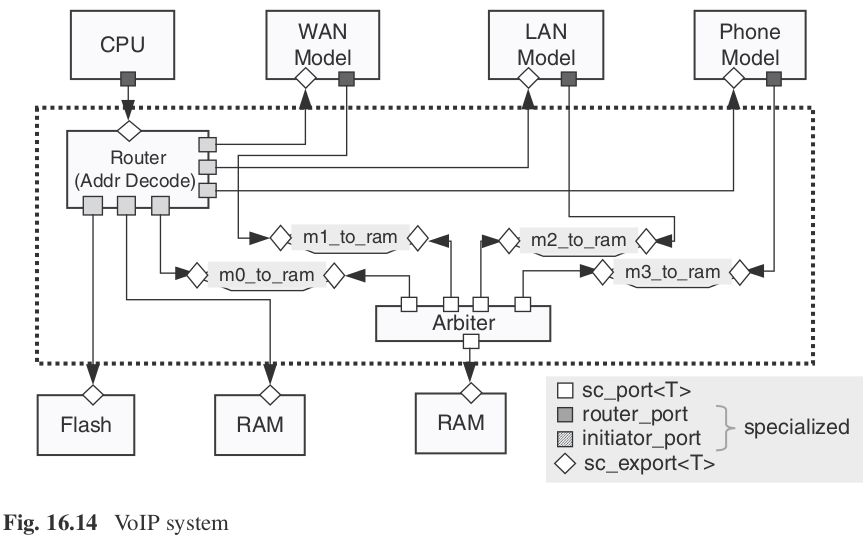 CPU
WAN
Model
LAN
Model
Phone
Model
Router
(Addr Decode)
m1_to_ram
m2_to_ram
m0_to_ram
m3_to_ram
Arbiter
Flash
RAM
RAM
sc_port<T>
router_port
initiator_port
specialized
sc_export<T>
Fig. 16.14 VoIP system